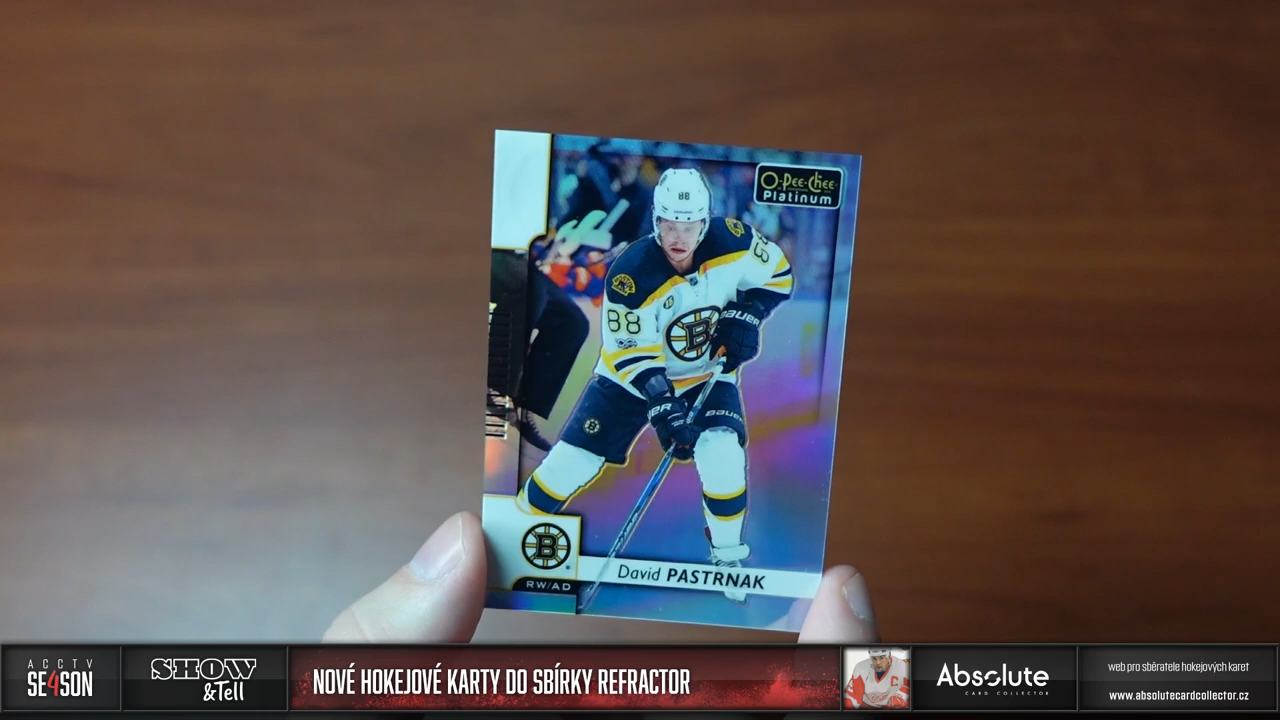 O-Pee-Chee
Platinum
88
88
88
BAUER
BAUER
B
B
David PASTRNAK
RW/AD
ACCTV
SE4SON
SHOW
&Tell
NOVÉ HOKEJOVÉ KARTY DO SBÍRKY REFRACTOR
Absolute
CARD COLLECTOR
web pro sběratele hokejových karet
www.absolutecardcollector.cz